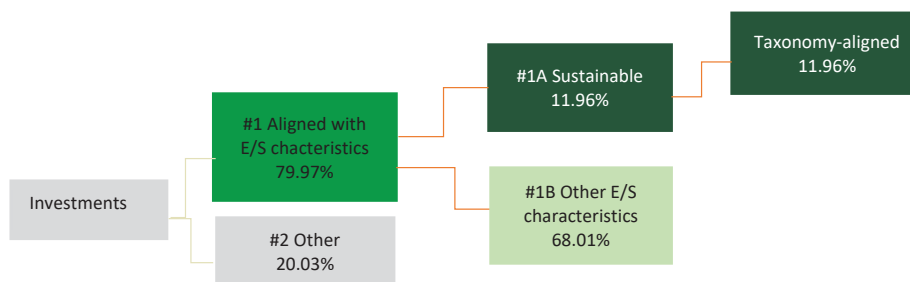 Investments
#1 Aligned with
E/S chacteristics
79.97%
#2 Other
20.03%
#1A Sustainable
11.96%
#1B Other E/S
characteristics
68.01%
Taxonomy-aligned
11.96%